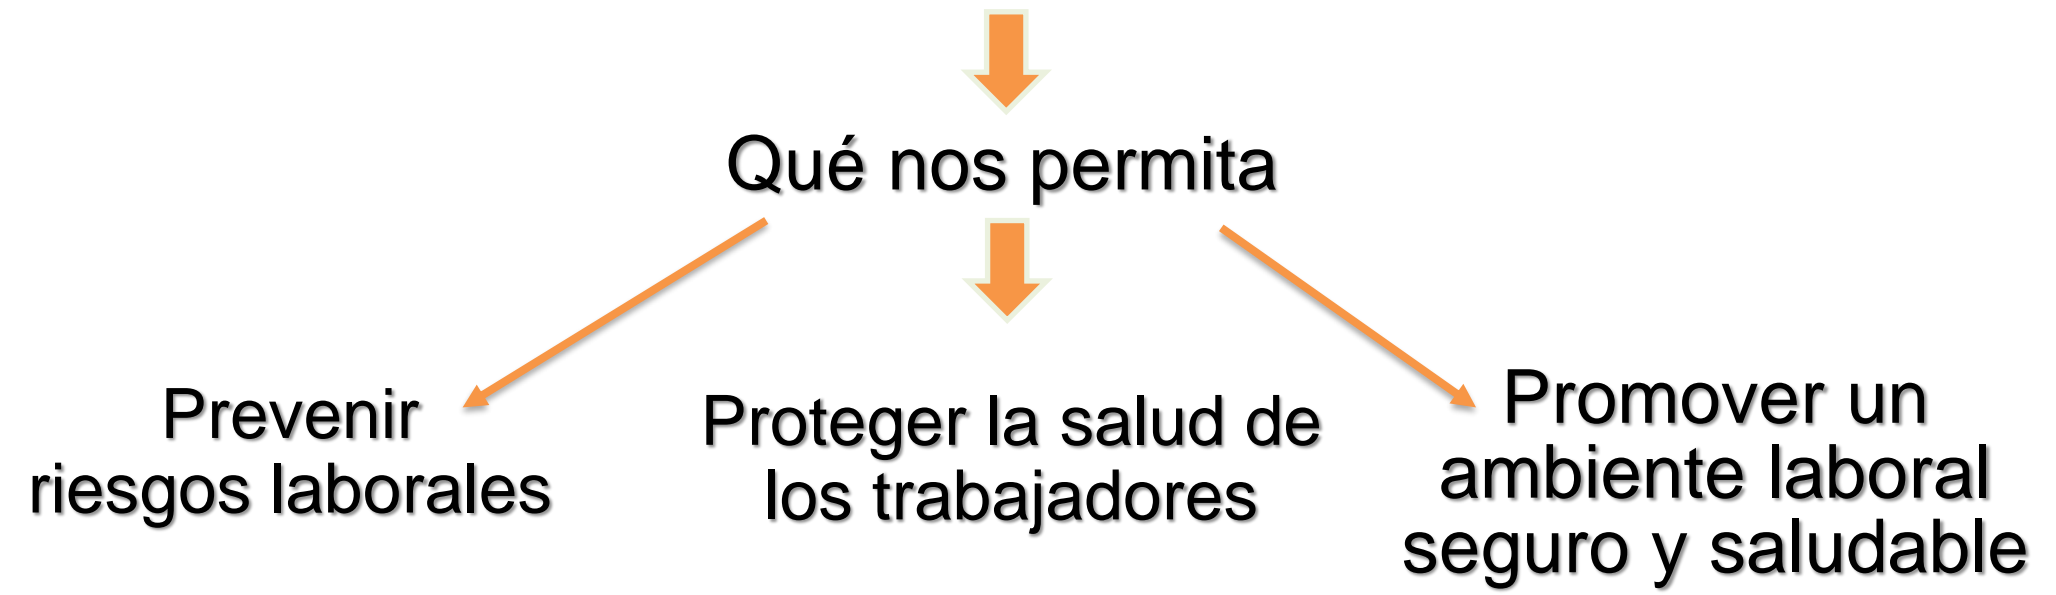 Qué nos permita
Prevenir
riesgos laborales
Proteger la salud de
los trabajadores
Promover un
ambiente laboral
seguro y saludable